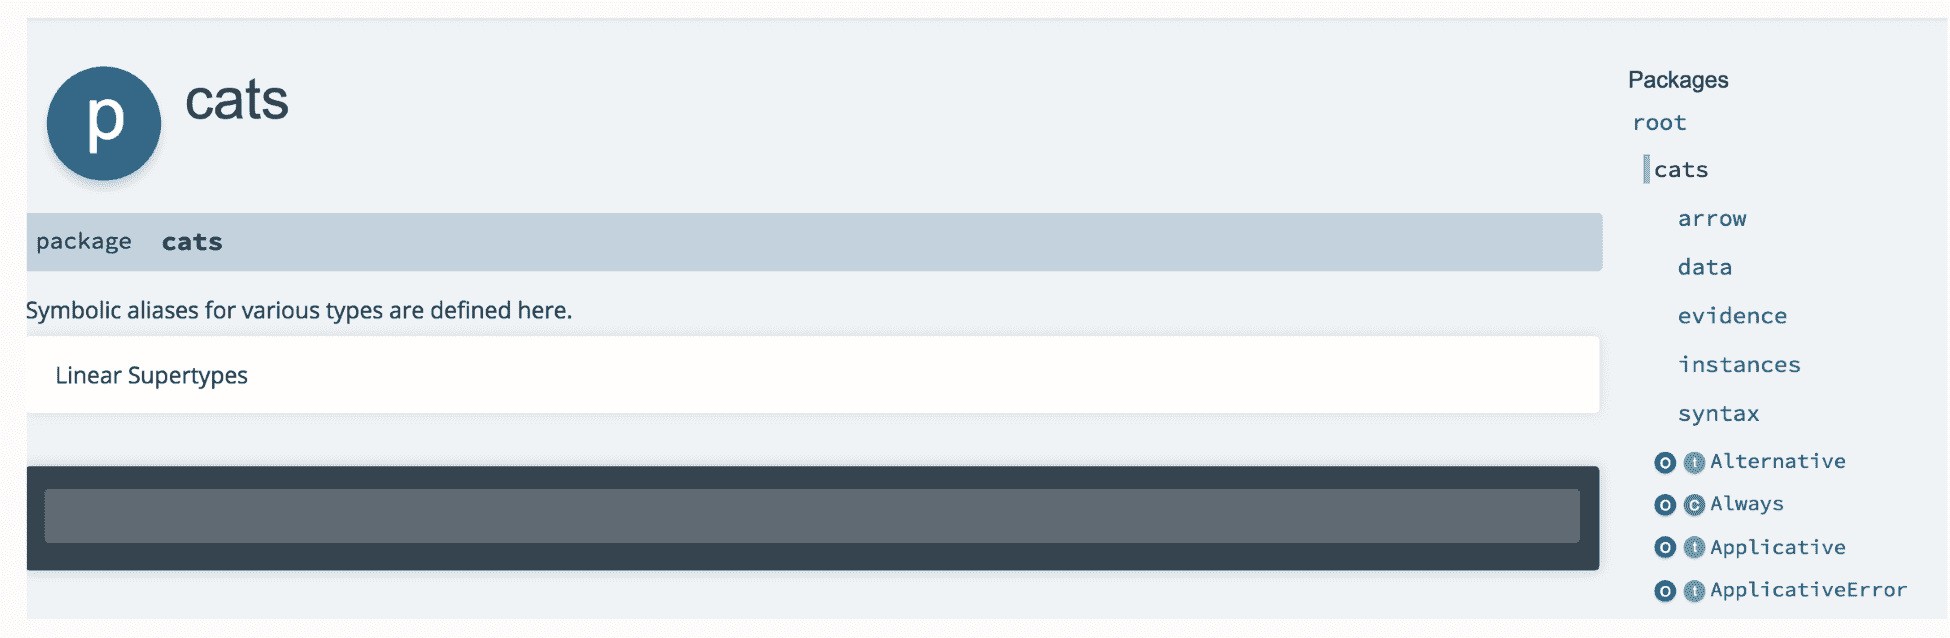 p
cats
package cats
Symbolic aliases for various types are defined here.
Linear Supertypes
Packages
root
cats
arrow
data
evidence
instances
syntax
O t Alternative
O C Always
O t Applicative
O t ApplicativeError